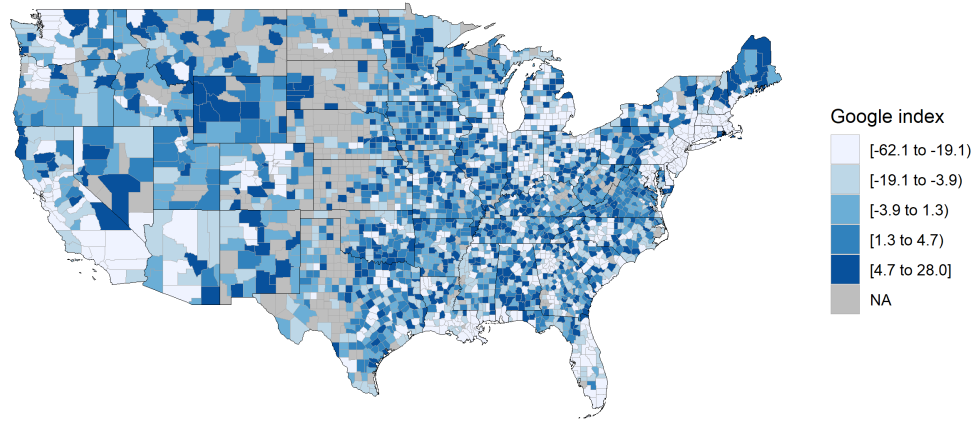 Google index
[-62.1 to -19.1)
[-19.1 to -3.9)
[-3.9 to 1.3)
[1.3 to 4.7)
[4.7 to 28.0]
NA